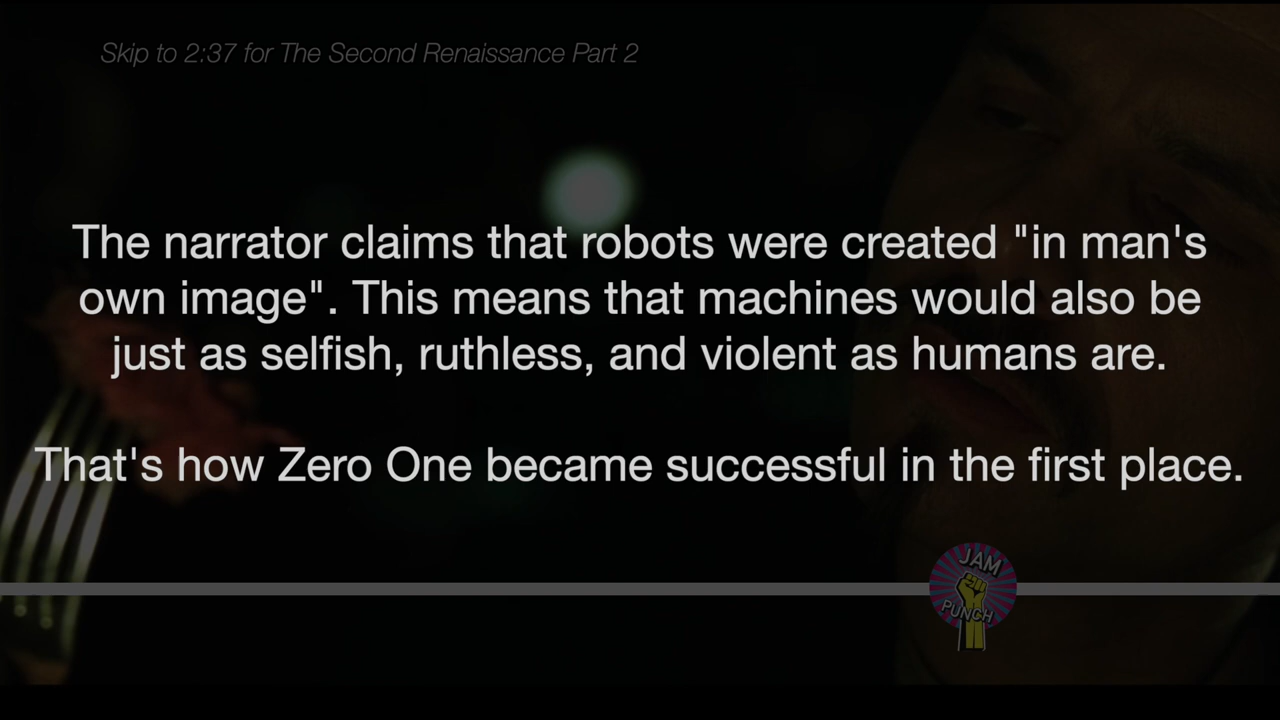 Skip to 2:37 for The Second Renaissance Part 2
The narrator claims that robots were created "in man's
own image". This means that machines would also be
just as selfish, ruthless, and violent as humans are.
That's how Zero One became successful in the first place.
JAM
PUNCH